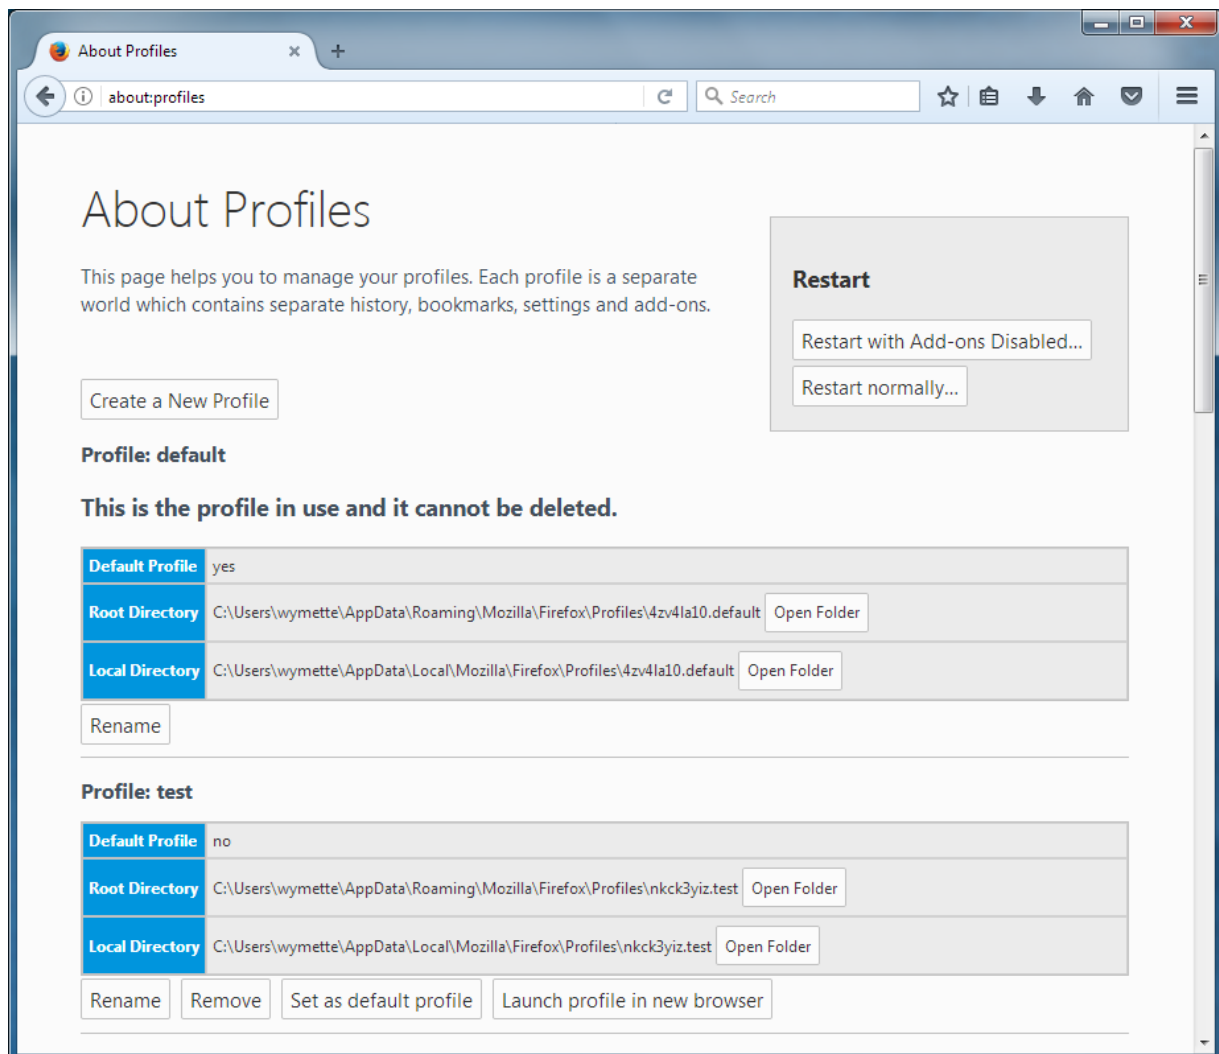 About Profiles
about:profiles
Search
About Profiles
This page helps you to manage your profiles. Each profile is a separate
world which contains separate history, bookmarks, settings and add-ons.
Restart
Restart with Add-ons Disabled...
Restart normally...
Create a New Profile
Profile: default
This is the profile in use and it cannot be deleted.
Default Profile yes
Root Directory C:\Users\wymette\AppData\Roaming\Mozilla\Firefox\Profiles\4zv4la10.default Open Folder
Local Directory C:\Users\wymette\AppData\Local\Mozilla\Firefox\Profiles\4zv4la10.default Open Folder
Rename
Profile: test
Default Profile no
Root Directory C:\Users\wymette\AppData\Roaming\Mozilla\Firefox\Profiles\nkck3yiz.test Open Folder
Local Directory C:\Users\wymette\AppData\Local\Mozilla\Firefox\Profiles\nkck3yiz.test Open Folder
Rename Remove Set as default profile Launch profile in new browser